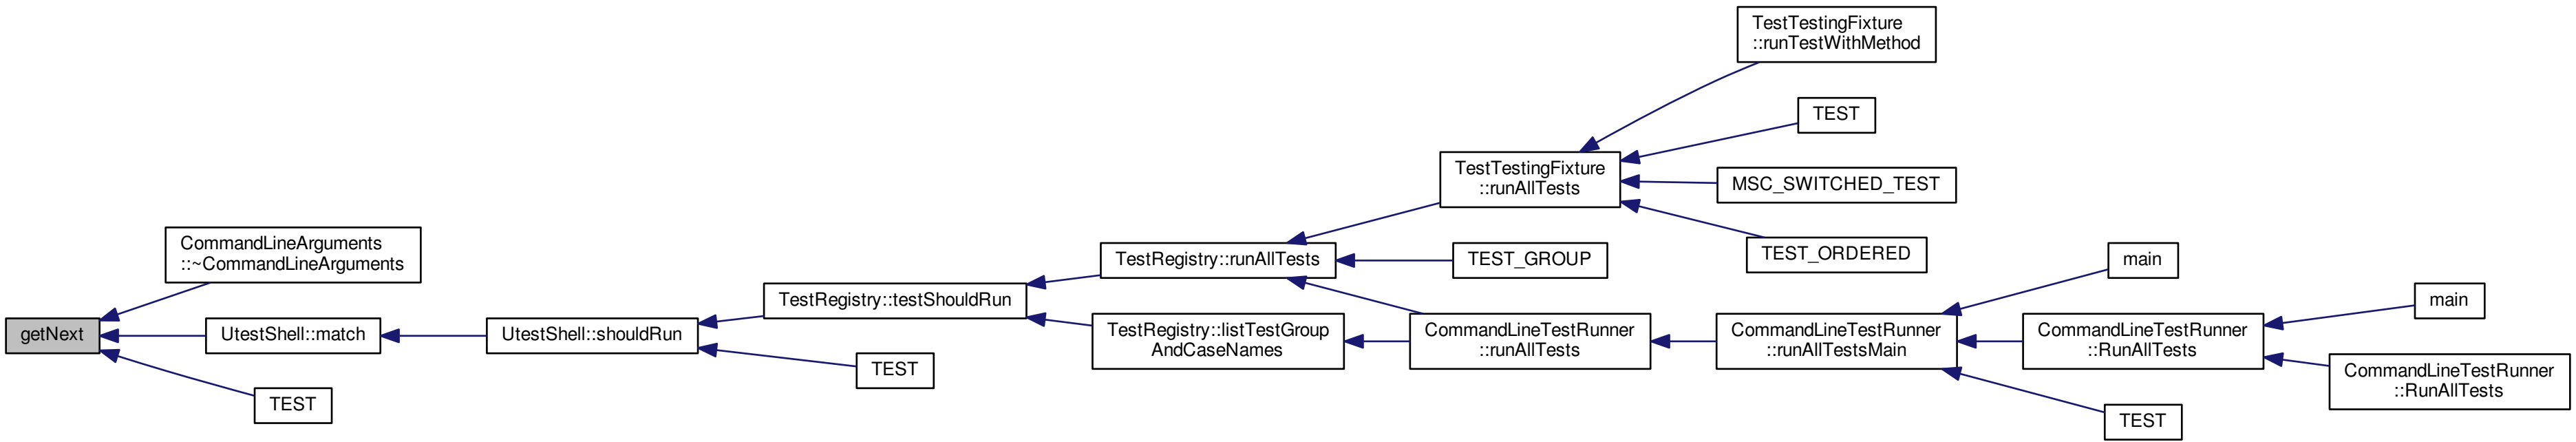 TestTestingFixture
::runTestWithMethod
TEST
TestTestingFixture
::runAllTests
MSC_SWITCHED_TEST
CommandLineArguments
::~CommandLineArguments
TestRegistry::runAllTests
TEST_GROUP
TEST_ORDERED
main
getNext
UtestShell::match
UtestShell::shouldRun
TestRegistry::testShouldRun
TestRegistry::listTestGroup
AndCaseNames
CommandLineTestRunner
::runAllTests
CommandLineTestRunner
::runAllTestsMain
CommandLineTestRunner
::RunAllTests
main
CommandLineTestRunner
::RunAllTests
TEST
TEST
TEST